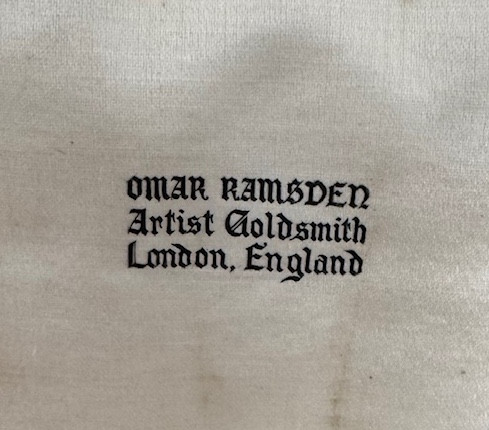 OMAR RAMSDEN
Artist Goldsmith
London, England